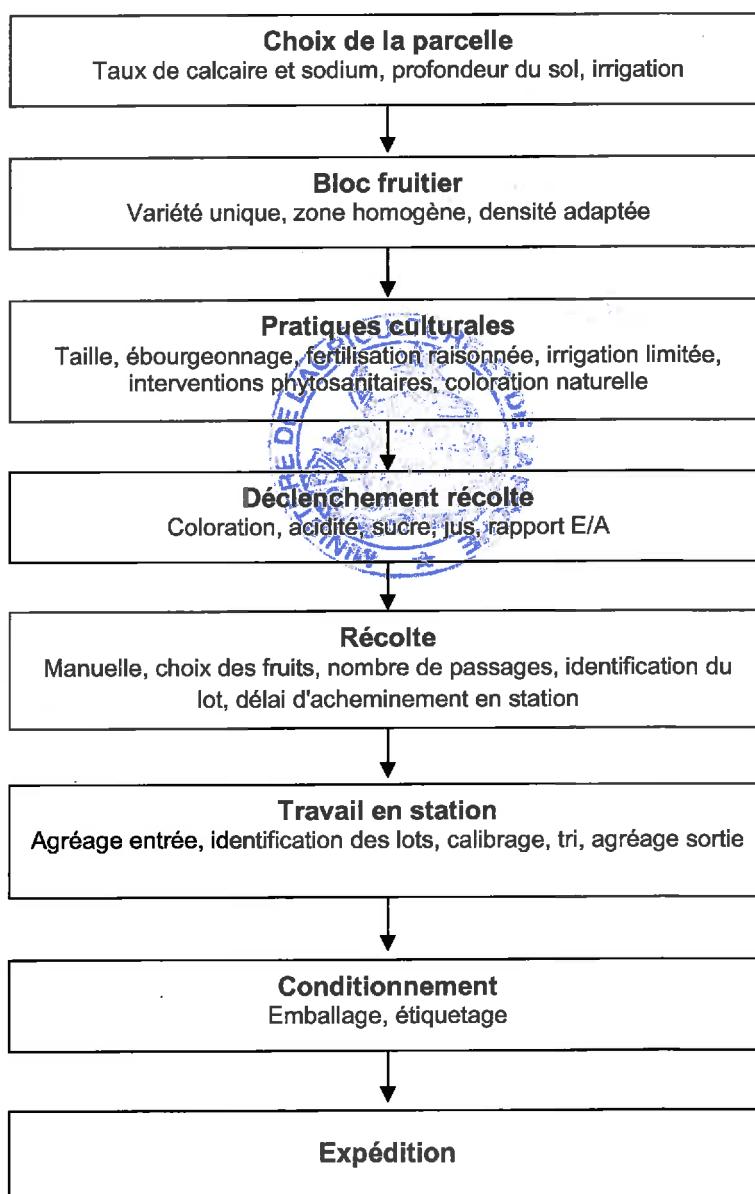 Choix de la parcelle
Taux de calcaire et sodium, profondeur du sol, irrigation
Bloc fruitier
Variété unique, zone homogène, densité adaptée
Pratiques culturales
Taille, ébourgeonnage, fertilisation raisonnée, irrigation limitée,
interventions phytosanitaires, coloration naturelle
Déclenchement récolte
Coloration, acidité, sucre, jus, rapport E/A
Récolte
Manuelle, choix des fruits, nombre de passages, identification du
lot, délai d'acheminement en station
Travail en station
Agréage entrée, identification des lots, calibrage, tri, agréage sortie
Conditionnement
Emballage, étiquetage
Expédition